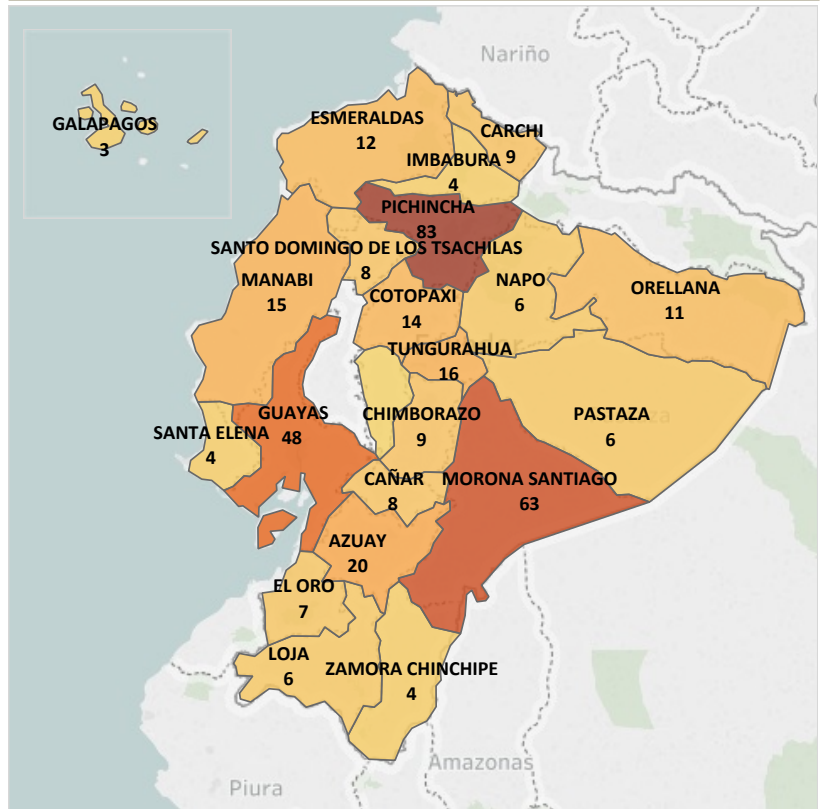 Nariño
ESMERALDAS
12
CARCHI
9
GALAPAGOS
3
IMBABURA
4
PICHINCHA
83
SANTO DOMINGO DE LOS TSACHILAS
8
MANABI
15
NAPO
6
ORELLANA
11
COTOPAXI
14
TUNGURAHUA
16
GUAYAS
48
CHIMBORAZO
9
PASTAZA
6
SANTA ELENA
4
CAÑAR
8
MORONA SANTIAGO
63
AZUAY
20
EL ORO
7
LOJA
6
ZAMORA CHINCHIPE
4
Amazonas
Piura